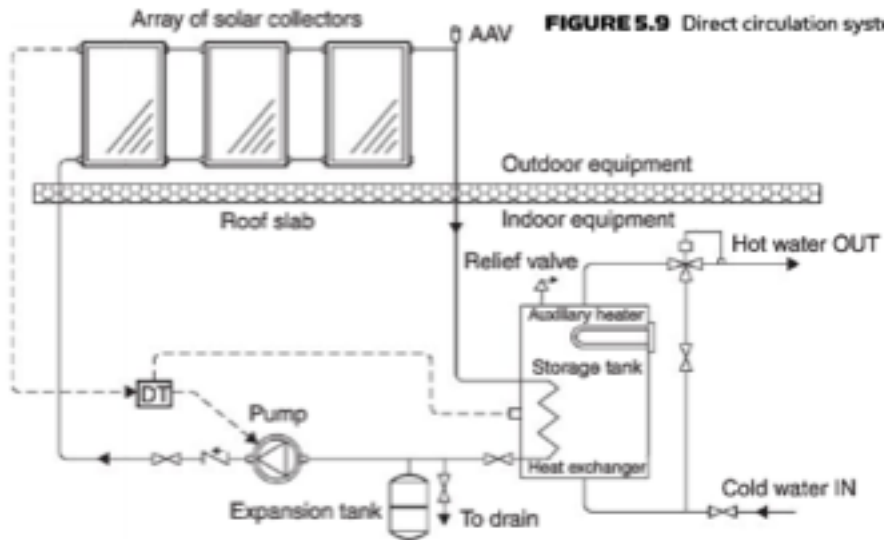 Array of solar collectors
AAV
FIGURE 5.9 Direct circulation syste
Outdoor equipment
Roof slab
Indoor equipment
Hot water OUT
Relief valve
Auxiliary heater
Storage tank
DT
Pump
Heat exchanger
Cold water IN
Expansion tank
To drain